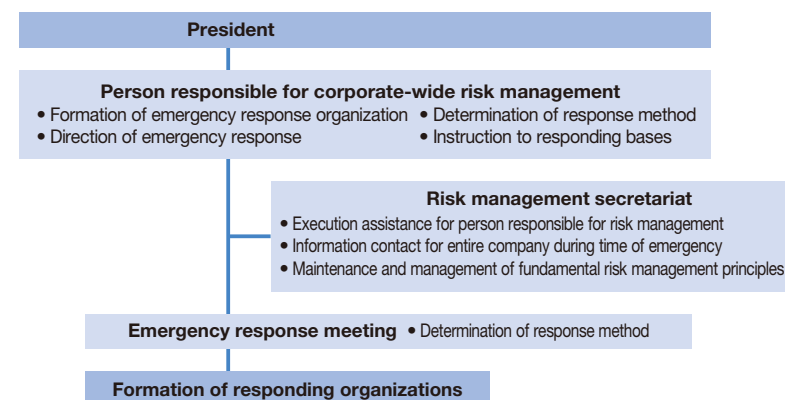 President
Person responsible for corporate-wide risk management
• Formation of emergency response organization • Determination of response method
• Direction of emergency response • Instruction to responding bases
Risk management secretariat
• Execution assistance for person responsible for risk management
• Information contact for entire company during time of emergency
• Maintenance and management of fundamental risk management principles
Emergency response meeting • Determination of response method
Formation of responding organizations